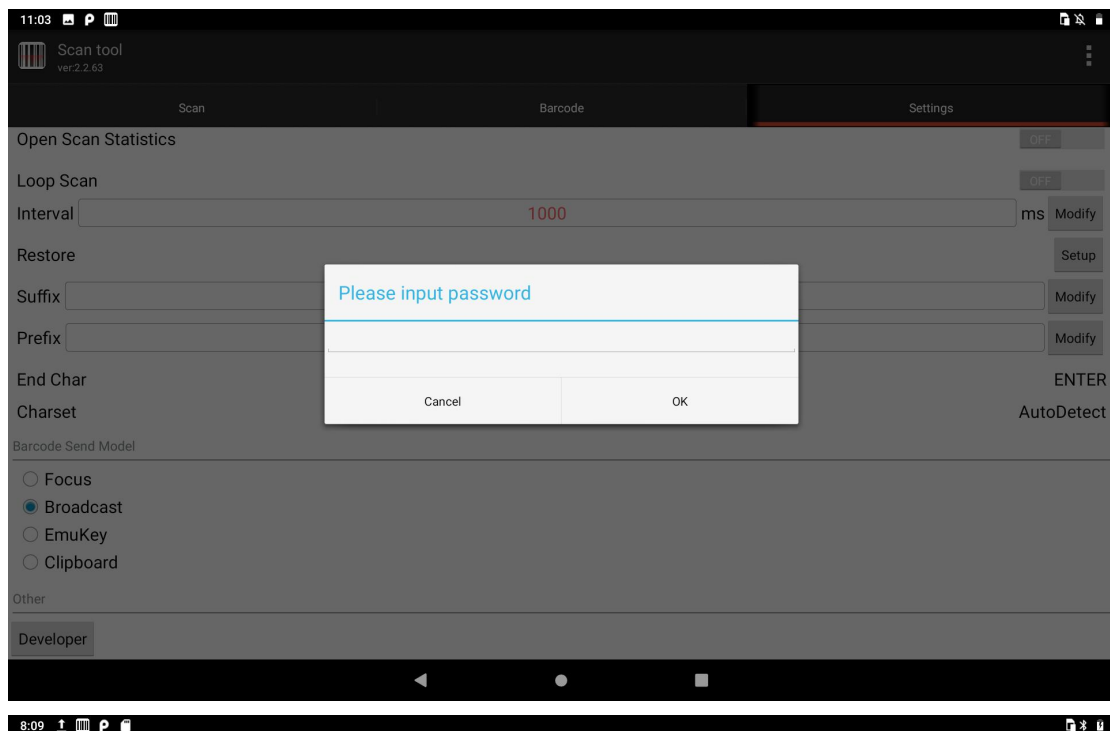 11:03
Scan tool
ver:2.2.63
Scan Barcode Settings
Open Scan Statistics OFF
Loop Scan OFF
Interval 1000 ms Modify
Restore Setup
Suffix Modify
Prefix Modify
Please input password
Cancel OK
End Char ENTER
Charset AutoDetect
Barcode Send Model
Focus
Broadcast
EmuKey
Clipboard
Other
Developer
8:09